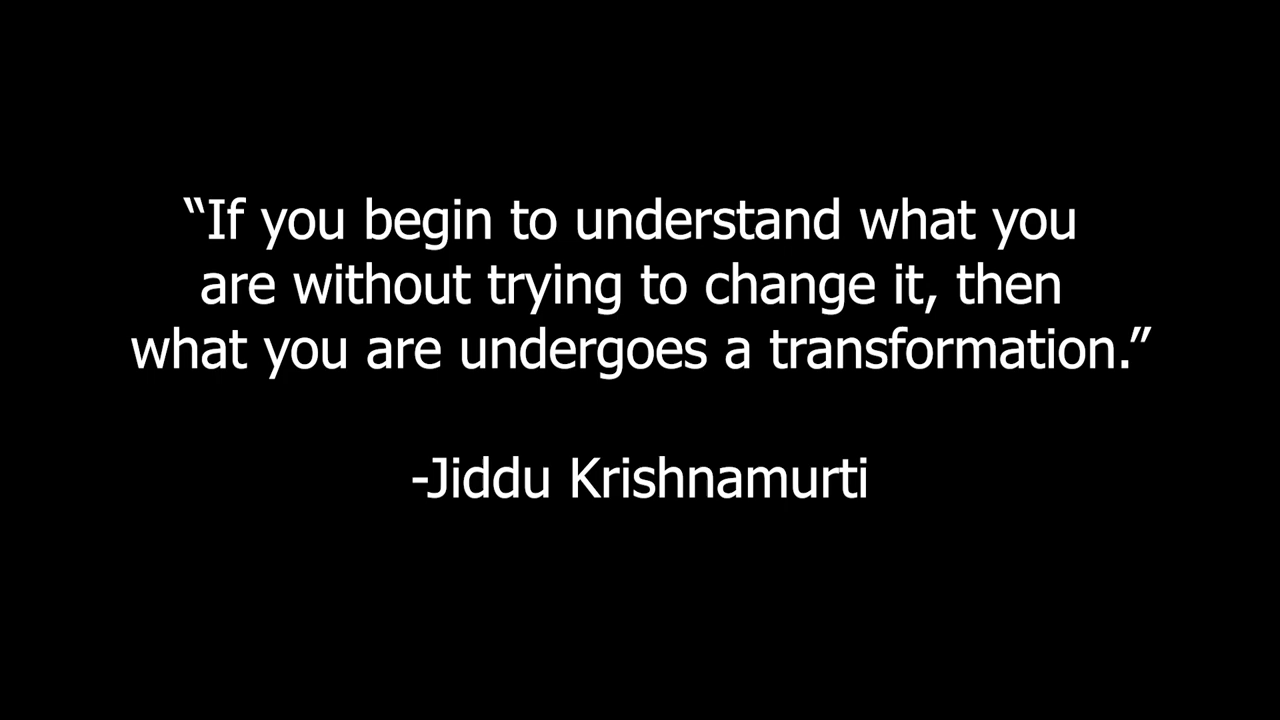 “If you begin to understand what you
are without trying to change it, then
what you are undergoes a transformation.”
-Jiddu Krishnamurti